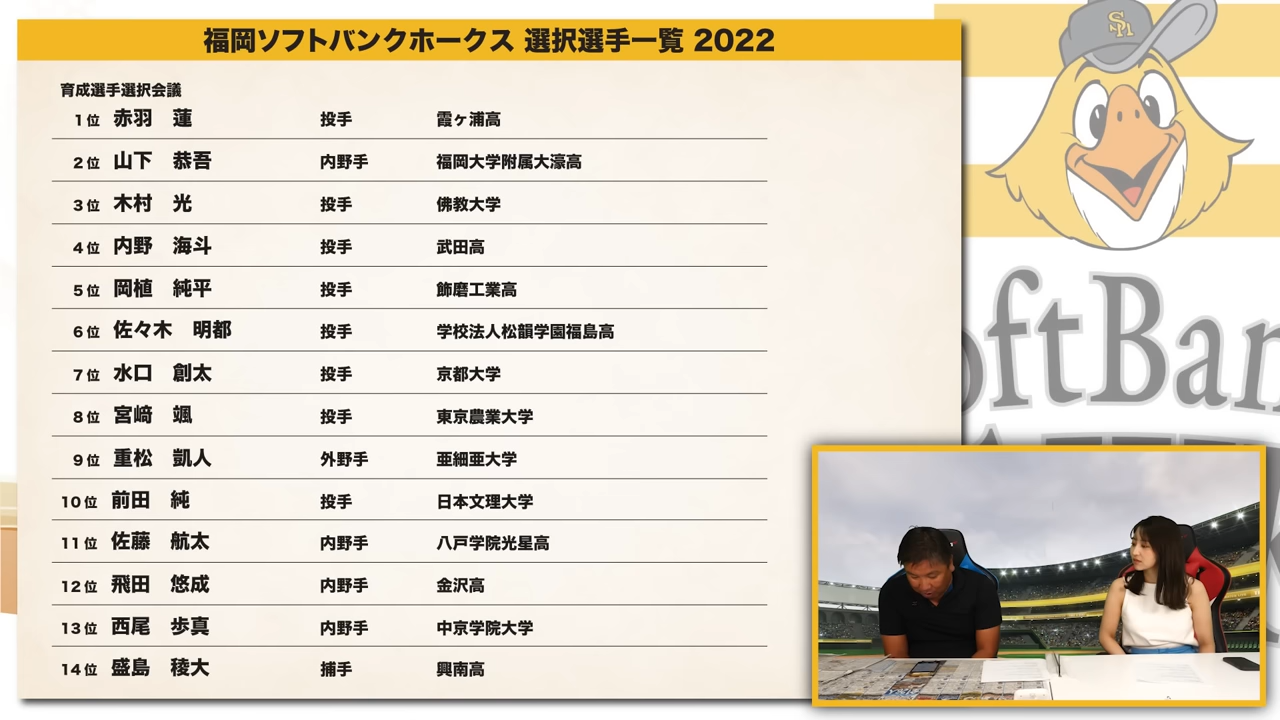 福岡ソフトバンクホークス 選択選手一覧 2022
育成選手選択会議
1位 赤羽 蓮 投手 霞ヶ浦高
2位 山下 恭吾 内野手 福岡大学附属大濠高
3位 木村 光 投手 佛教大学
4位 内野 海斗 投手 武田高
5位 岡植 純平 投手 飾磨工業高
6位 佐々木 明都 投手 学校法人松韻学園福島高
7位 水口 創太 投手 京都大学
8位 宮﨑 颯 投手 東京農業大学
9位 重松 凱人 外野手 亜細亜大学
10位 前田 純 投手 日本文理大学
11位 佐藤 航太 内野手 八戸学院光星高
12位 飛田 悠成 内野手 金沢高
13位 西尾 歩真 内野手 中京学院大学
14位 盛島 稜大 捕手 興南高
SH
oftBan